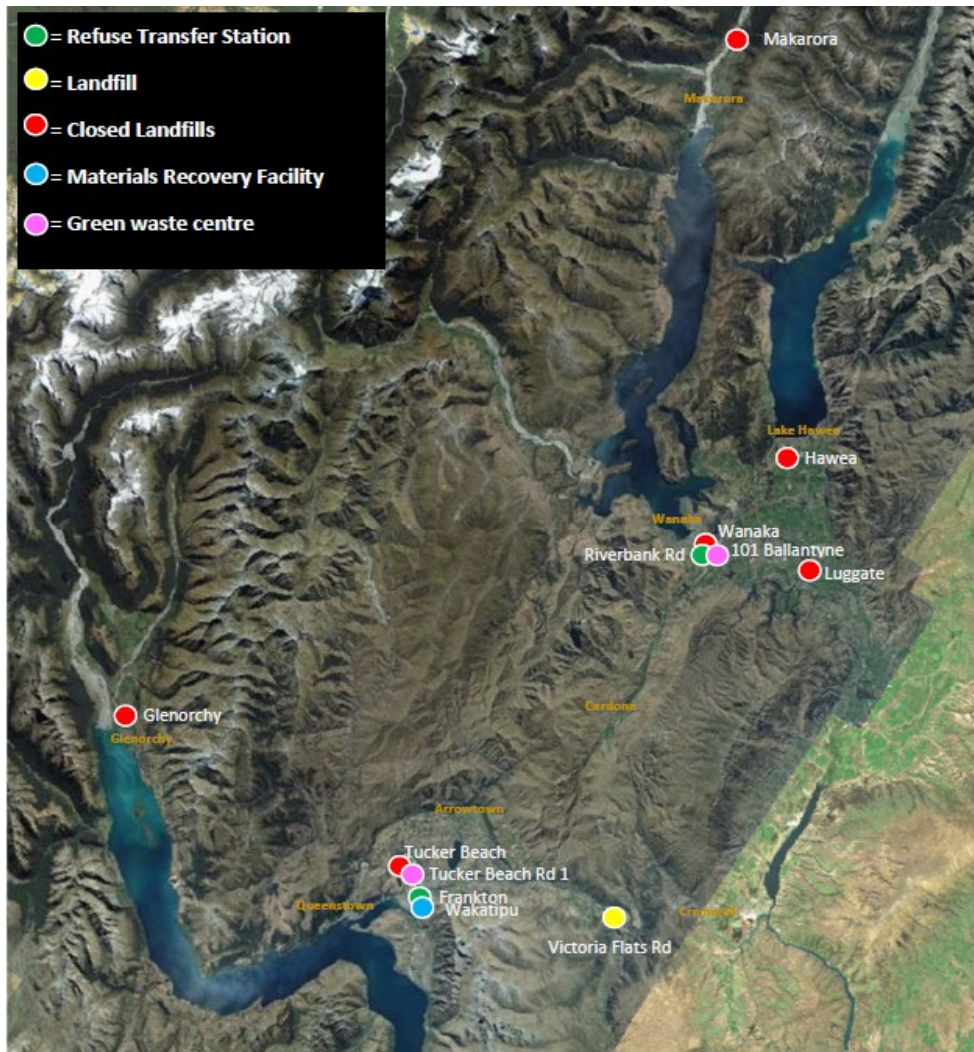 = Refuse Transfer Station
= Landfill
= Closed Landfills
= Materials Recovery Facility
= Green waste centre
Makarora
Makarora
Lake Hawea
Hawea
Wanaka
Wanaka
Riverbank Rd
101 Ballantyne
Luggate
Cardona
Glenorchy
Glenorchy
Arrowtown
Tucker Beach
Tucker Beach Rd 1
Frankton
Queenstown
Wakatipu
Cromwell
Victoria Flats Rd